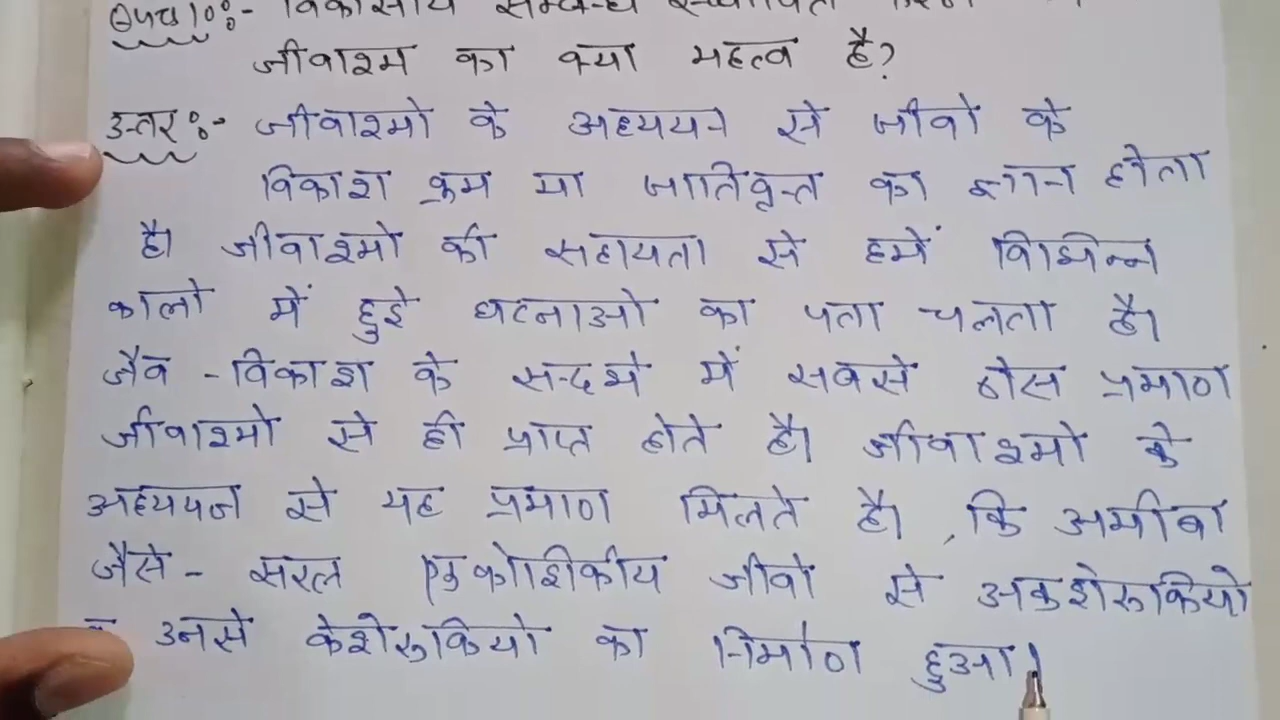 विकासीय सम्बन्ध स्थापित
जीवाश्म का क्या महत्व है?
उत्तर:- जीवाश्मो के अध्ययन से जीवो के
विकाश क्रम या जातिवृन्त का ज्ञान होता
है। जीवाश्मो की सहायता से हमें विभिन्न
कालो में हुई घटनाओ का पता चलता है।
जैव - विकाश के सन्दर्भ में सबसे ठोस प्रमाण
जीवाश्मो से ही प्राप्त होते है। जीवाश्मो के
अध्ययन से यह प्रमाण मिलते है।, कि अमीबा
जैसे - सरल एककोशिकीय जीवो से अकशेरुकियो
उनसे केशेरुकियो का निर्माण हुआ।